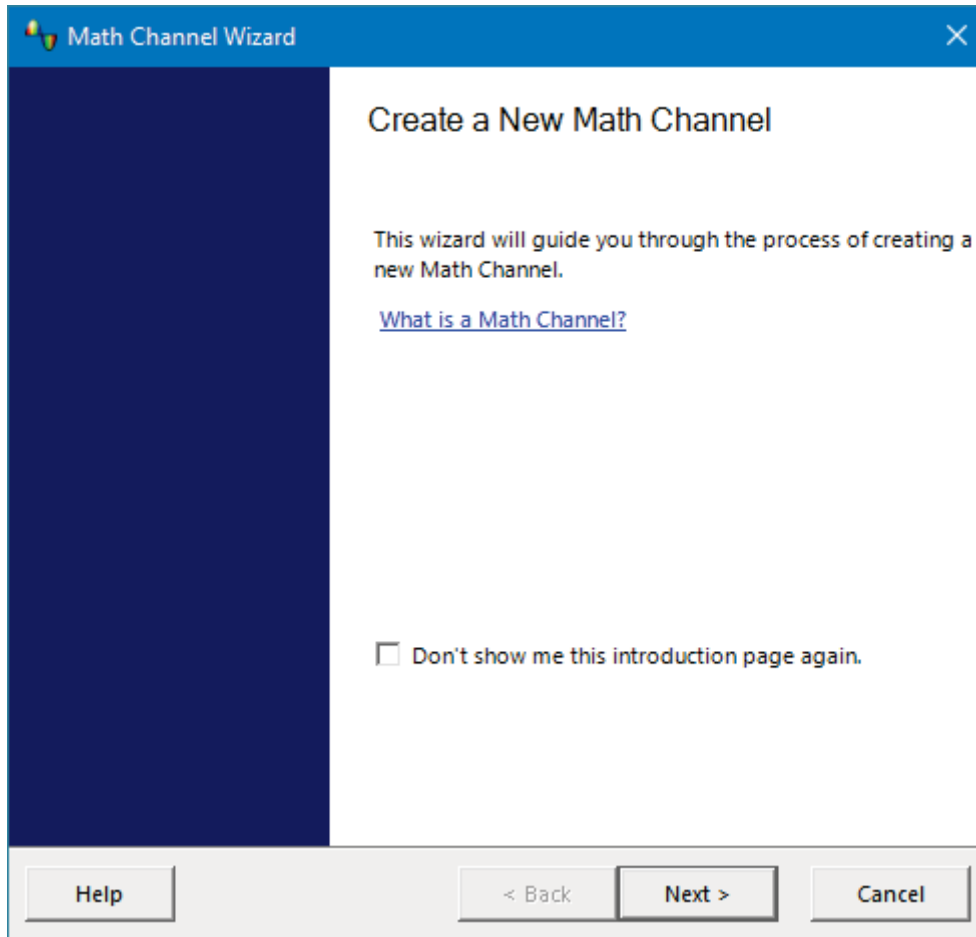 Math Channel Wizard
Create a New Math Channel
This wizard will guide you through the process of creating a
new Math Channel.
What is a Math Channel?
Don't show me this introduction page again.
Help
< Back
Next >
Cancel